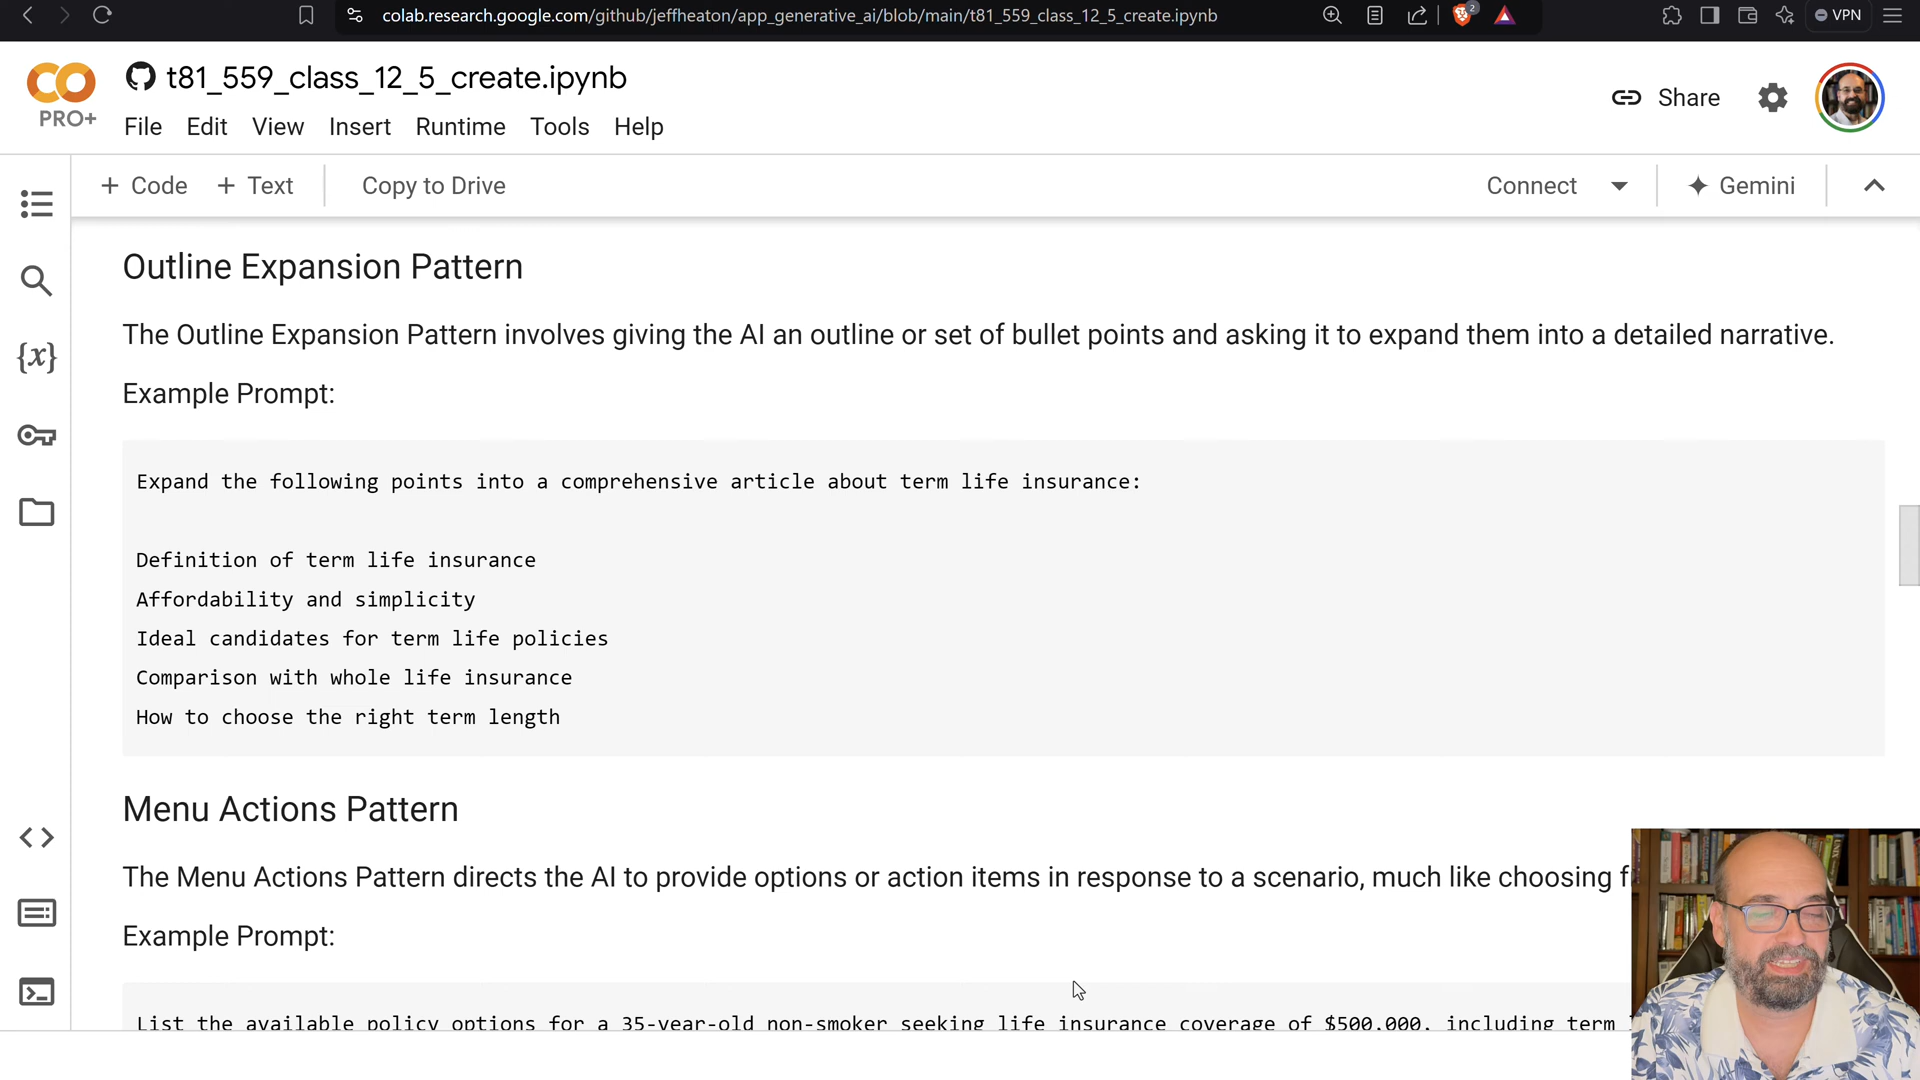 colab.research.google.com/github/jeffheaton/app_generative_ai/blob/main/t81_559_class_12_5_create.ipynb
2
VPN
CO
PRO+
t81_559_class_12_5_create.ipynb
Share
File Edit View Insert Runtime Tools Help
+ Code + Text Copy to Drive Connect Gemini
Outline Expansion Pattern
The Outline Expansion Pattern involves giving the AI an outline or set of bullet points and asking it to expand them into a detailed narrative.
Example Prompt:
Expand the following points into a comprehensive article about term life insurance:
Definition of term life insurance
Affordability and simplicity
Ideal candidates for term life policies
Comparison with whole life insurance
How to choose the right term length
Menu Actions Pattern
The Menu Actions Pattern directs the AI to provide options or action items in response to a scenario, much like choosing
Example Prompt:
List the available policy options for a 35-year-old non-smoker seeking life insurance coverage of $500,000, including term